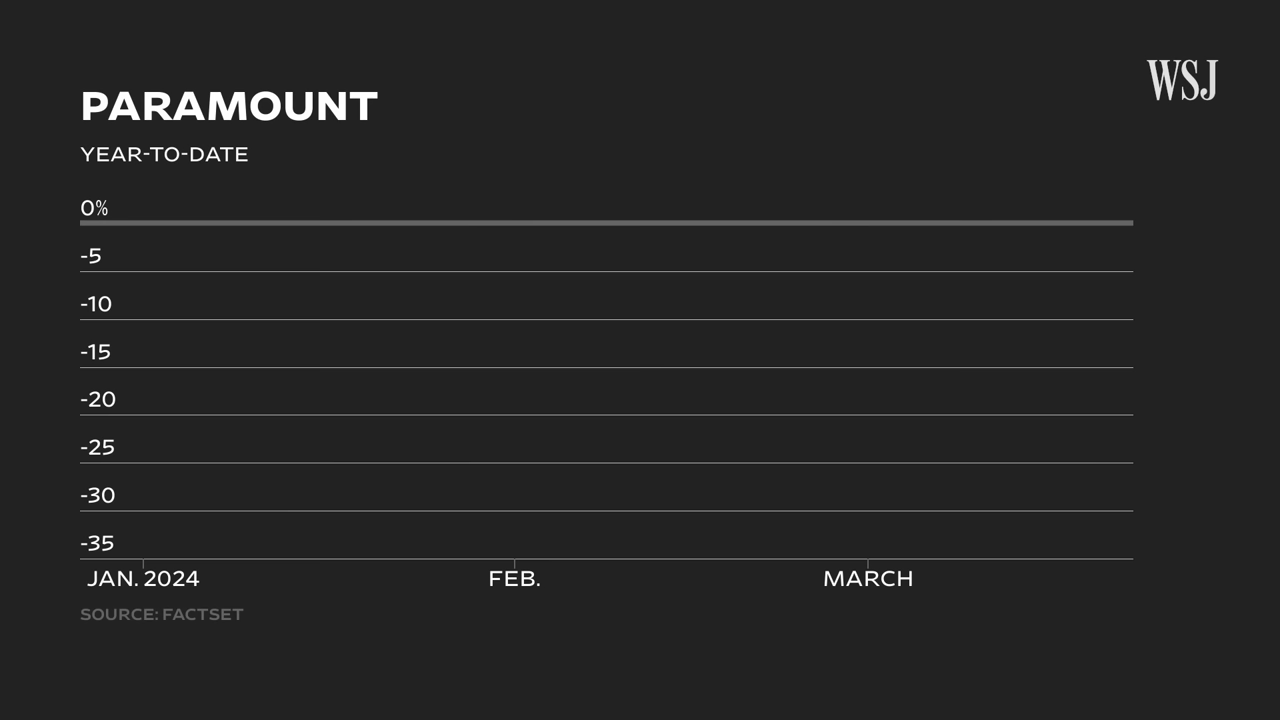 WSJ
PARAMOUNT
YEAR-TO-DATE
0%
-5
-10
-15
-20
-25
-30
-35
JAN. 2024 FEB. MARCH
SOURCE: FACTSET